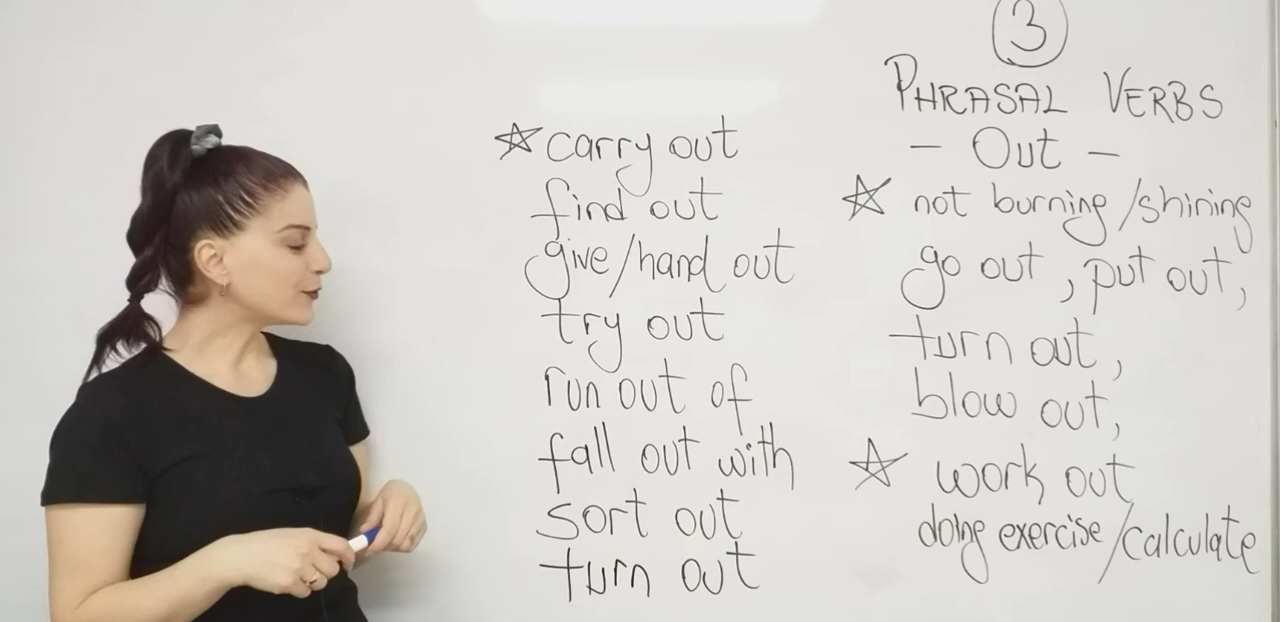 3
PHRASAL VERBS
- Out -
☆ not burning/shining
go out, put out,
turn out,
blow out,
☆ work out
doing exercise/calculate
☆ carry out
find out
give/hand out
try out
run out of
fall out with
sort out
turn out